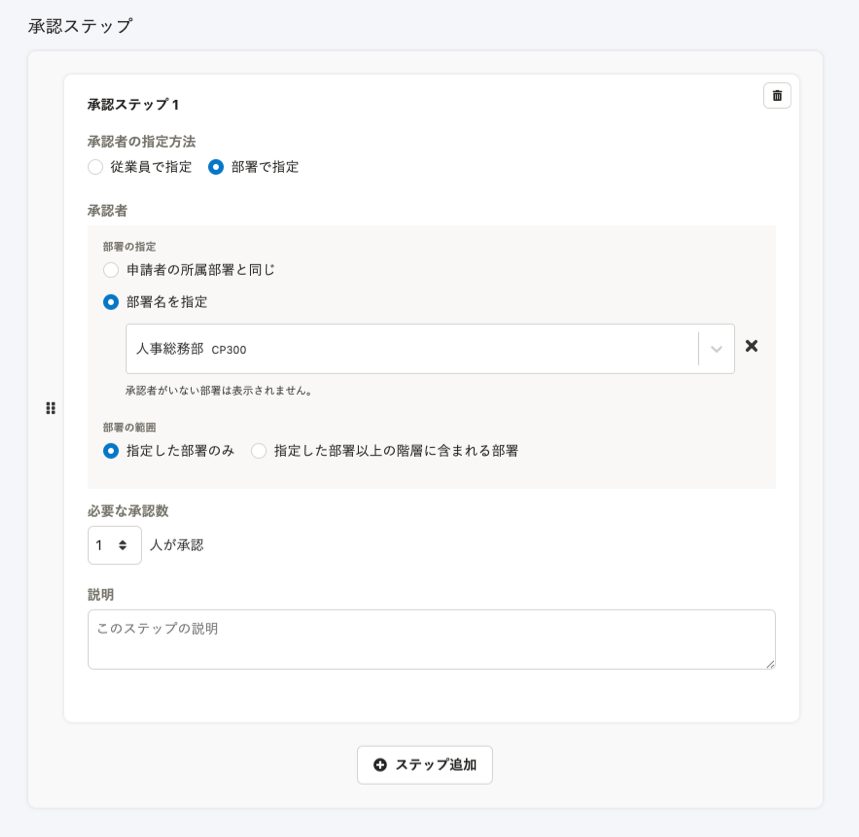 承認ステップ
承認ステップ 1
承認者の指定方法
従業員で指定 部署で指定
承認者
部署の指定
申請者の所属部署と同じ
部署名を指定
人事総務部 CP300
承認者がいない部署は表示されません。
部署の範囲
指定した部署のみ 指定した部署以上の階層に含まれる部署
必要な承認数
1 人が承認
説明
このステップの説明
ステップ追加